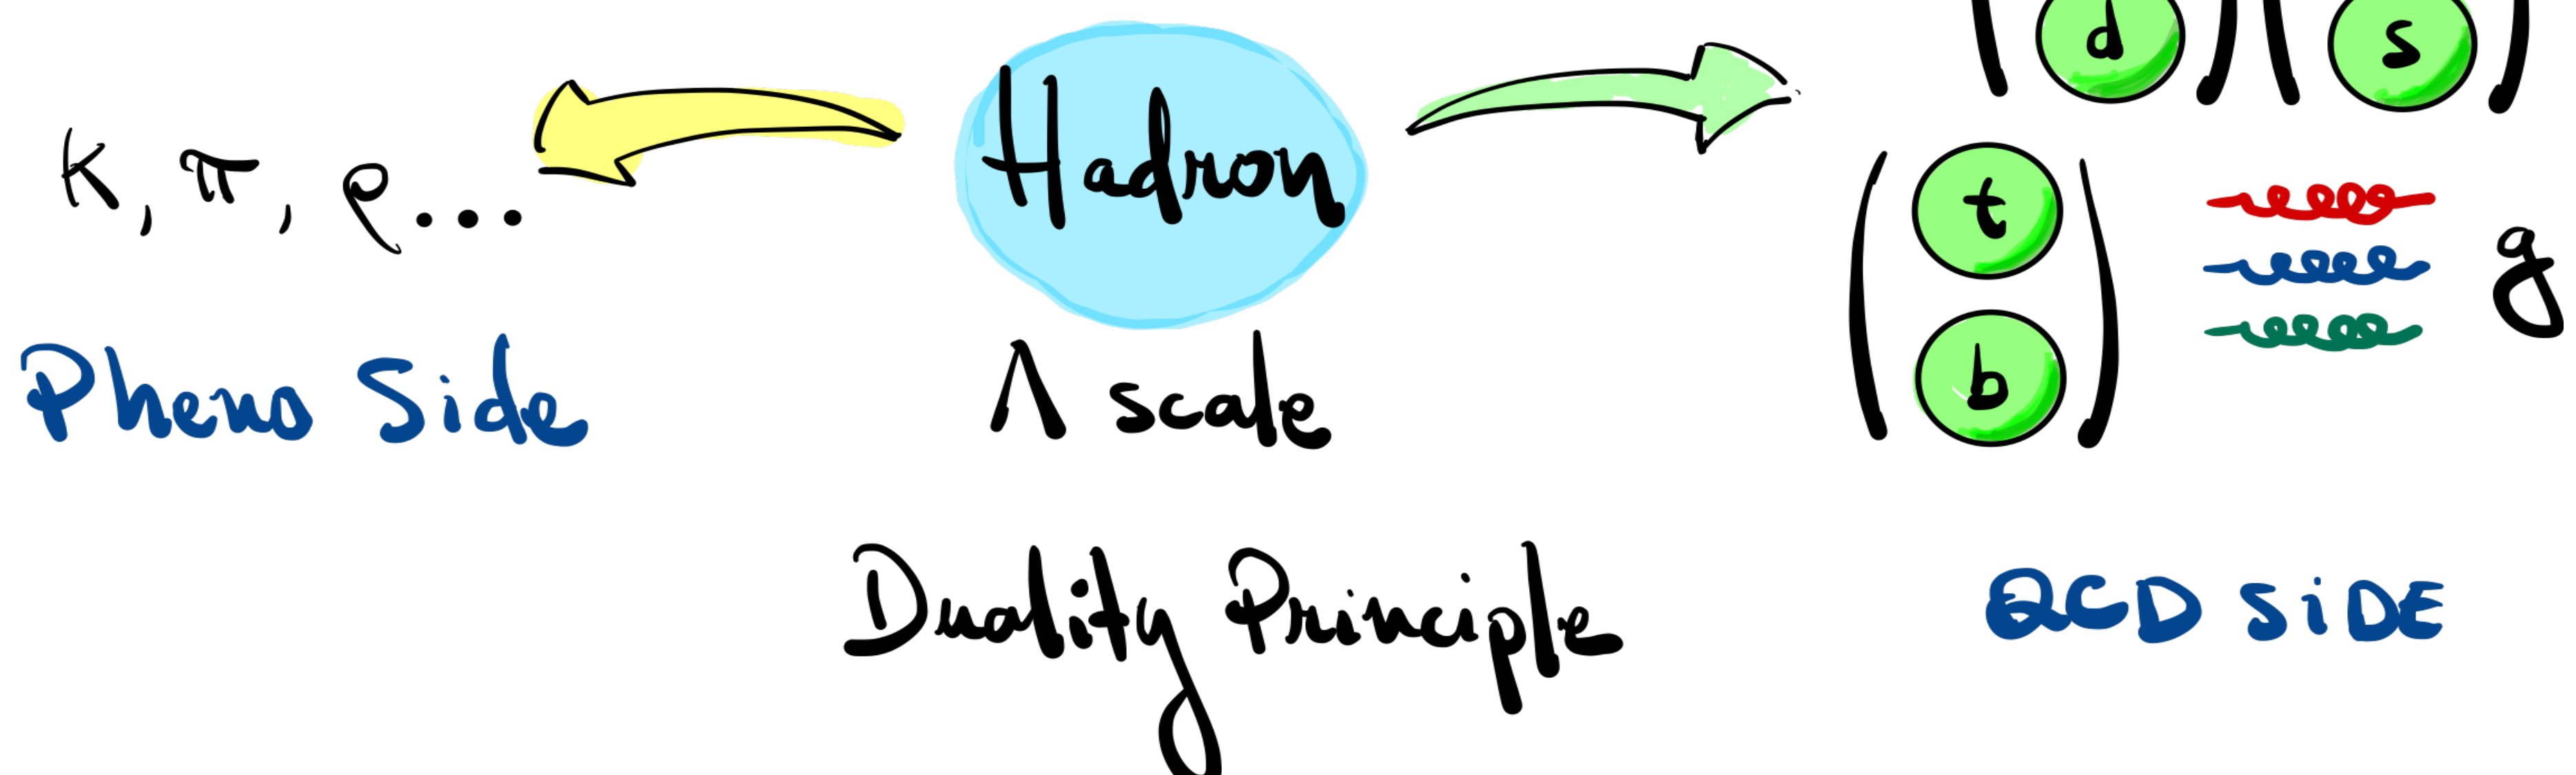 d s
Hadron
K, π, ρ...
t
g
b
Pheno Side
Λ scale
Duality Principle
QCD SiDE